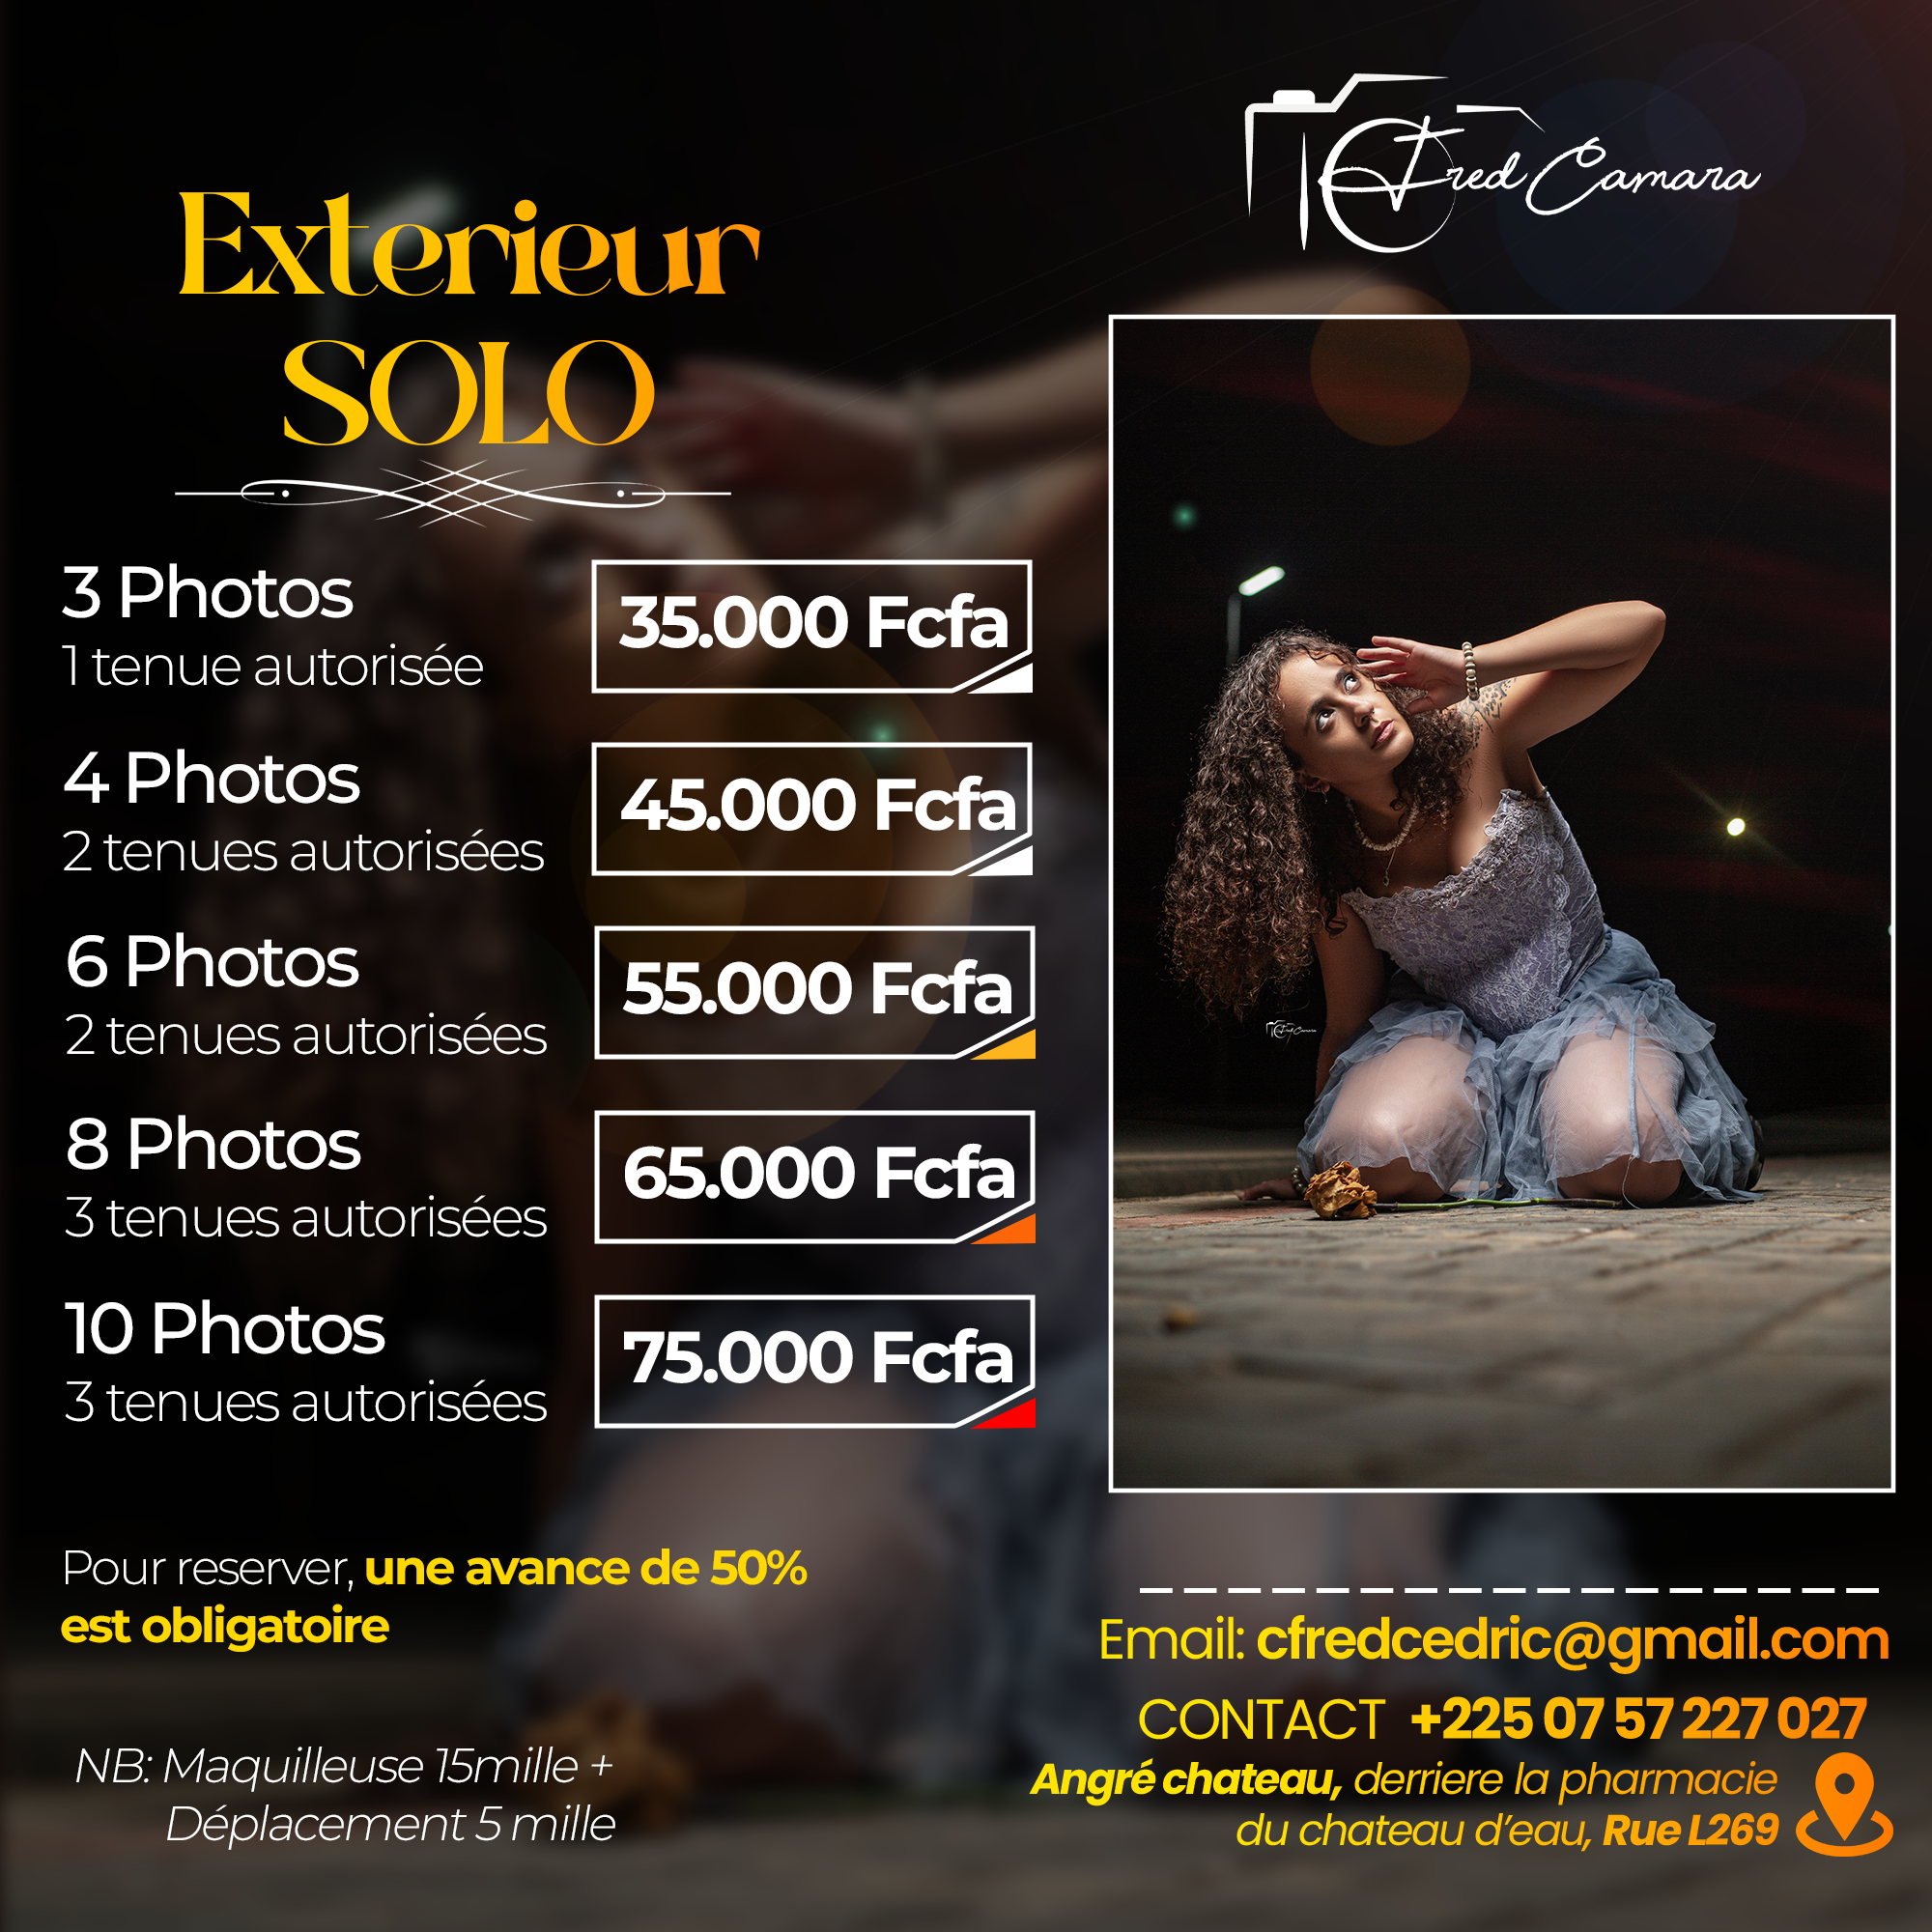 Fred Camara
Exterieur
SOLO
3 Photos
1 tenue autorisée
35.000 Fcfa
4 Photos
2 tenues autorisées
45.000 Fcfa
6 Photos
2 tenues autorisées
55.000 Fcfa
8 Photos
3 tenues autorisées
65.000 Fcfa
10 Photos
3 tenues autorisées
75.000 Fcfa
Fred Camara
Pour reserver, une avance de 50%
est obligatoire
NB: Maquilleuse 15mille +
Déplacement 5 mille
Email: cfredcedric@gmail.com
CONTACT +225 07 57 227 027
Angré chateau, derriere la pharmacie
du chateau d'eau, Rue L269